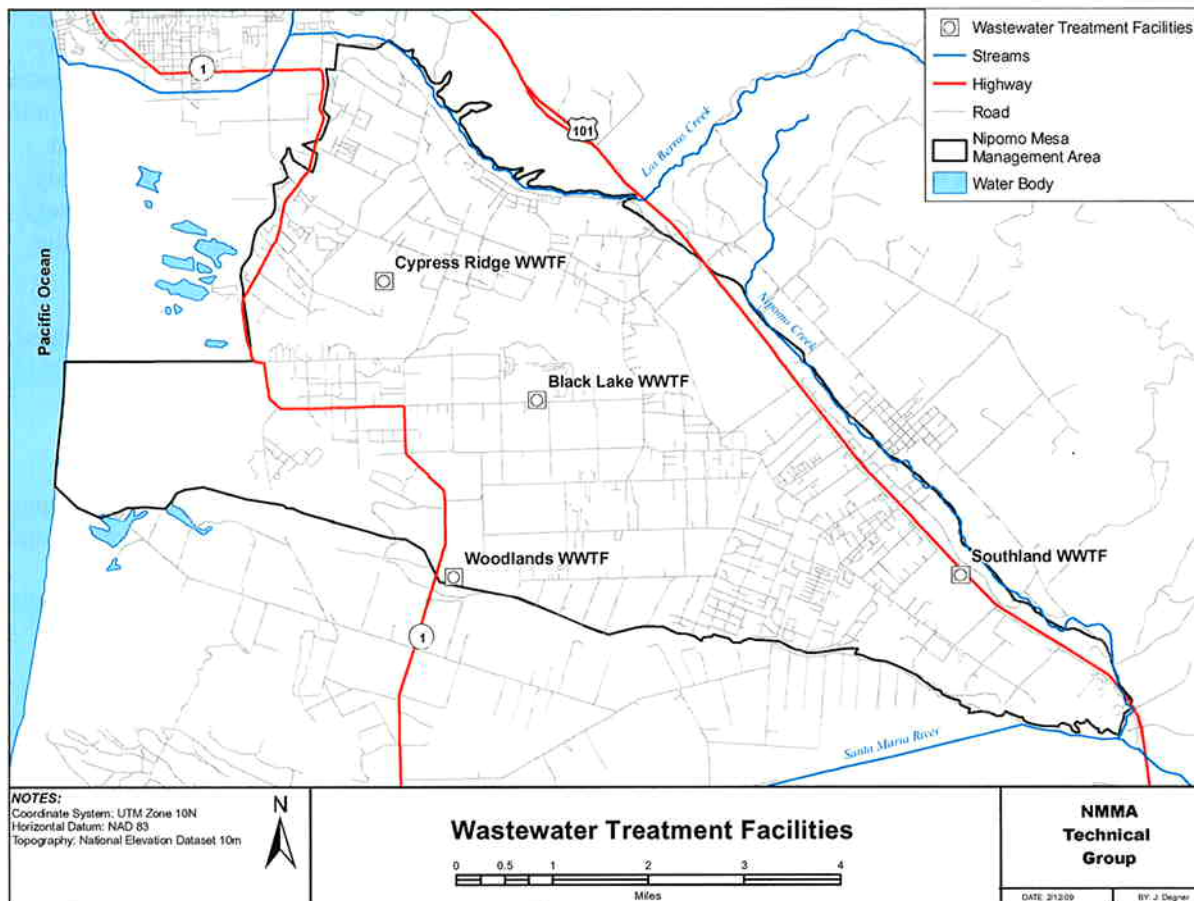 Wastewater Treatment Facilities
Streams
Highway
Road
Nipomo Mesa
Management Area
Water Body
1
101
Los Berros Creek
Nipomo Creek
Pacific Ocean
Cypress Ridge WWTF
Black Lake WWTF
Woodlands WWTF
Southland WWTF
1
Santa Maria River
NOTES:
Coordinate System: UTM Zone 10N
Horizontal Datum: NAD 83
Topography: National Elevation Dataset 10m
N
Wastewater Treatment Facilities
0 0.5 1 2 3 4
Miles
NMMA
Technical
Group
DATE: 2/12/09
BY: J. Degner